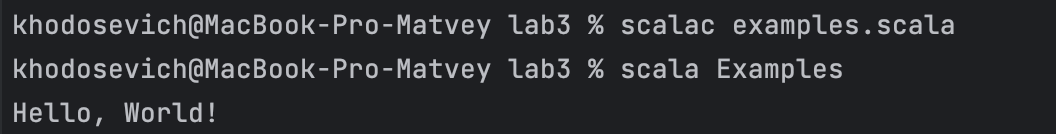 khodosevich@MacBook-Pro-Matvey lab3 % scalac examples.scala
khodosevich@MacBook-Pro-Matvey lab3 % scala Examples
Hello, World!